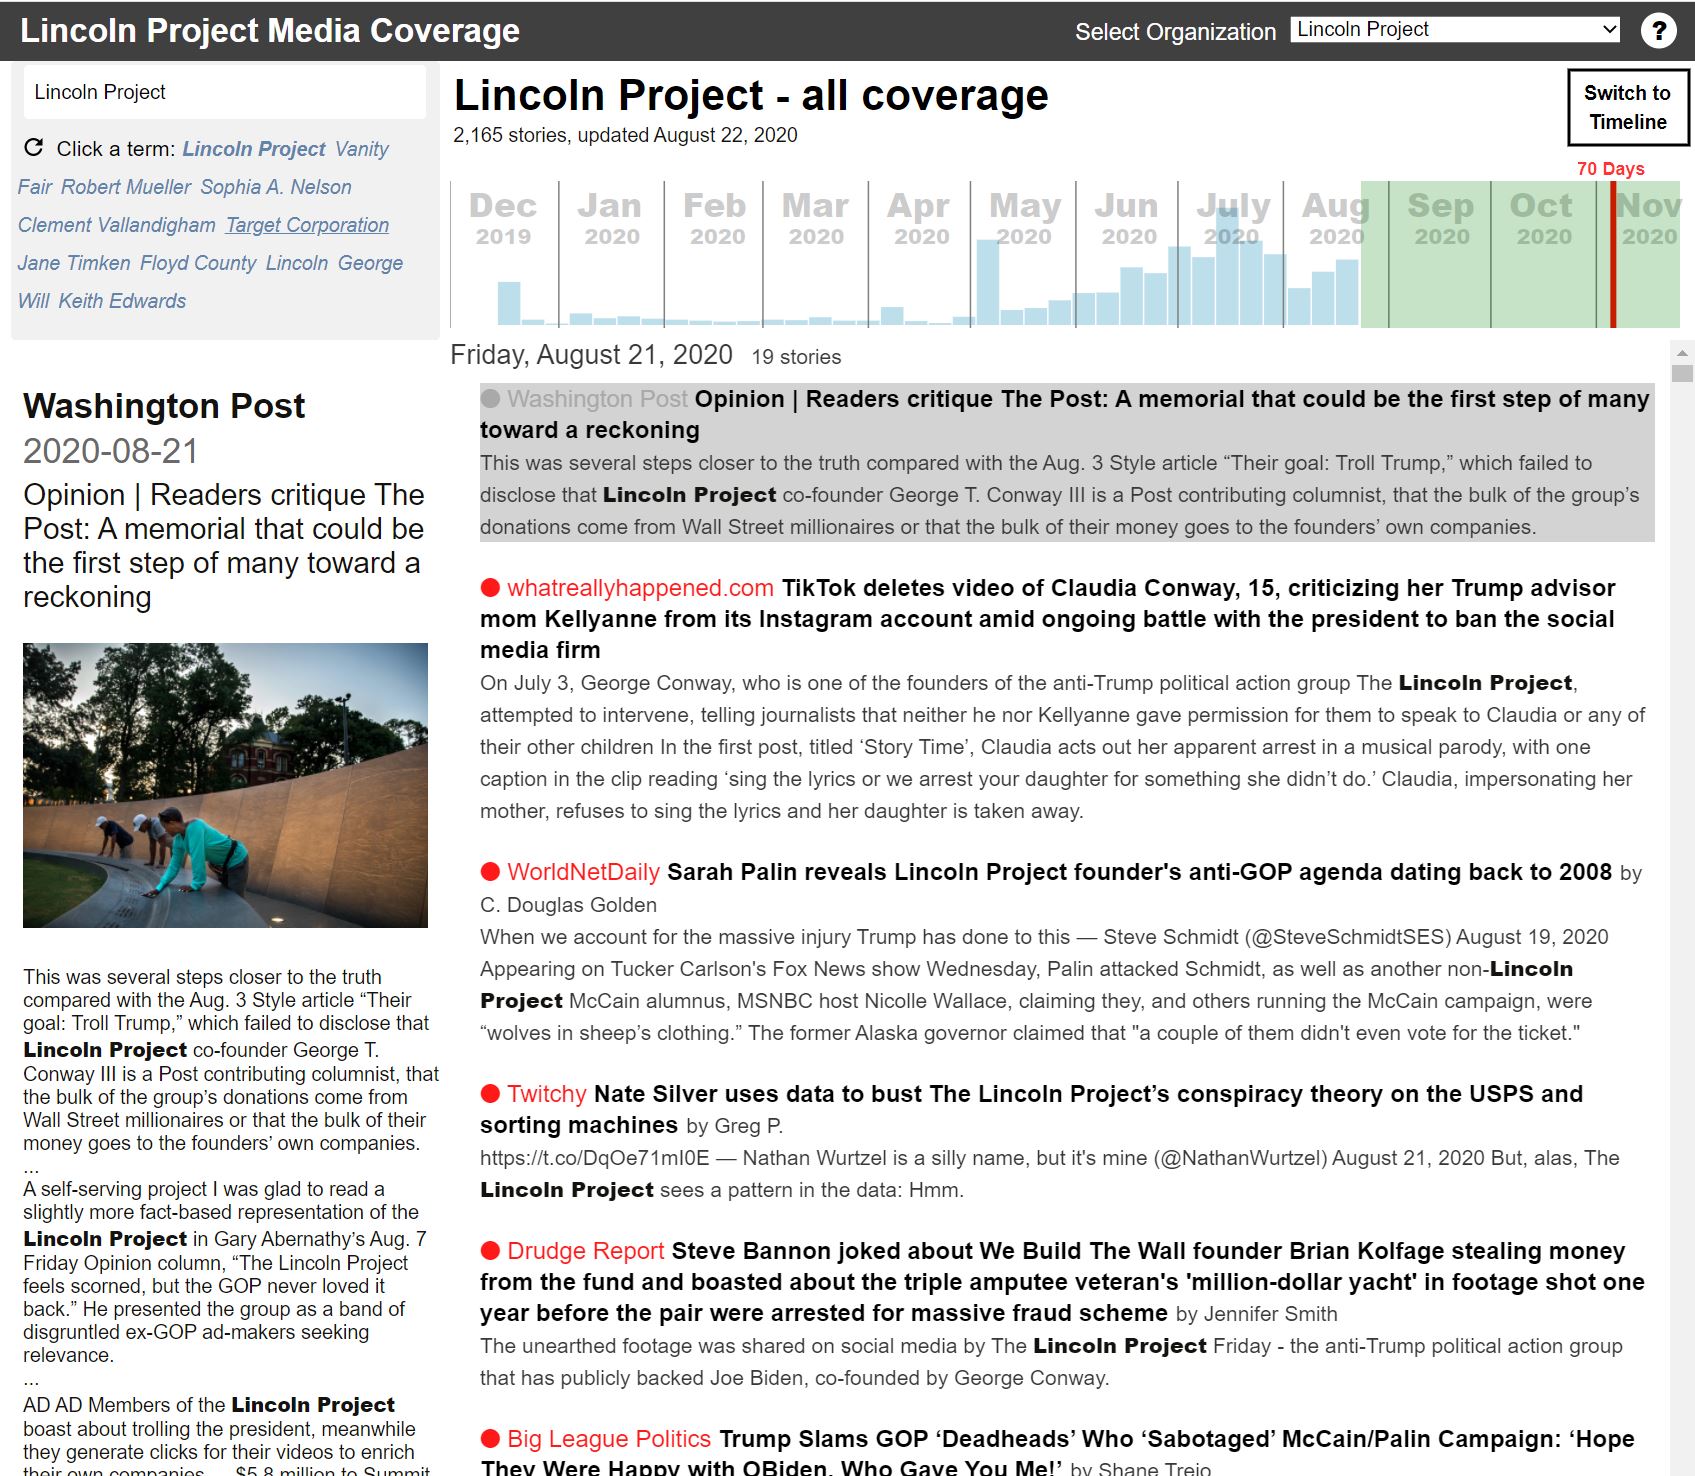 Lincoln Project Media Coverage
Select Organization
Lincoln Project
?
Lincoln Project
Click a term: Lincoln Project Vanity
Fair Robert Mueller Sophia A. Nelson
Clement Vallandigham Target Corporation
Jane Timken Floyd County Lincoln George
Will Keith Edwards
Lincoln Project - all coverage
2,165 stories, updated August 22, 2020
Switch to
Timeline
70 Days
Dec Jan Feb Mar Apr May Jun July Aug Sep Oct Nov
2019 2020 2020 2020 2020 2020 2020 2020 2020 2020 2020 2020
Washington Post
2020-08-21
Opinion | Readers critique The
Post: A memorial that could be
the first step of many toward a
reckoning
This was several steps closer to the truth
compared with the Aug. 3 Style article “Their
goal: Troll Trump,” which failed to disclose that
Lincoln Project co-founder George T.
Conway III is a Post contributing columnist, that
the bulk of the group’s donations come from
Wall Street millionaires or that the bulk of their
money goes to the founders’ own companies.
...
A self-serving project I was glad to read a
slightly more fact-based representation of the
Lincoln Project in Gary Abernathy’s Aug. 7
Friday Opinion column, “The Lincoln Project
feels scorned, but the GOP never loved it
back.” He presented the group as a band of
disgruntled ex-GOP ad-makers seeking
relevance.
...
AD AD Members of the Lincoln Project
boast about trolling the president, meanwhile
they generate clicks for their videos to enrich
their own companies — $5.8 million to Summit
Friday, August 21, 2020 19 stories
Washington Post Opinion | Readers critique The Post: A memorial that could be the first step of many
toward a reckoning
This was several steps closer to the truth compared with the Aug. 3 Style article “Their goal: Troll Trump,” which failed to
disclose that Lincoln Project co-founder George T. Conway III is a Post contributing columnist, that the bulk of the group’s
donations come from Wall Street millionaires or that the bulk of their money goes to the founders’ own companies.
whatreallyhappened.com TikTok deletes video of Claudia Conway, 15, criticizing her Trump advisor
mom Kellyanne from its Instagram account amid ongoing battle with the president to ban the social
media firm
On July 3, George Conway, who is one of the founders of the anti-Trump political action group The Lincoln Project,
attempted to intervene, telling journalists that neither he nor Kellyanne gave permission for them to speak to Claudia or any of
their other children In the first post, titled ‘Story Time’, Claudia acts out her apparent arrest in a musical parody, with one
caption in the clip reading ‘sing the lyrics or we arrest your daughter for something she didn’t do.’ Claudia, impersonating her
mother, refuses to sing the lyrics and her daughter is taken away.
WorldNetDaily Sarah Palin reveals Lincoln Project founder's anti-GOP agenda dating back to 2008 by
C. Douglas Golden
When we account for the massive injury Trump has done to this — Steve Schmidt (@SteveSchmidtSES) August 19, 2020
Appearing on Tucker Carlson's Fox News show Wednesday, Palin attacked Schmidt, as well as another non-Lincoln
Project McCain alumnus, MSNBC host Nicolle Wallace, claiming they, and others running the McCain campaign, were
“wolves in sheep’s clothing.” The former Alaska governor claimed that "a couple of them didn't even vote for the ticket."
Twitchy Nate Silver uses data to bust The Lincoln Project’s conspiracy theory on the USPS and
sorting machines by Greg P.
https://t.co/DqOe71mI0E — Nathan Wurtzel is a silly name, but it's mine (@NathanWurtzel) August 21, 2020 But, alas, The
Lincoln Project sees a pattern in the data: Hmm.
Drudge Report Steve Bannon joked about We Build The Wall founder Brian Kolfage stealing money
from the fund and boasted about the triple amputee veteran's 'million-dollar yacht' in footage shot one
year before the pair were arrested for massive fraud scheme by Jennifer Smith
The unearthed footage was shared on social media by The Lincoln Project Friday - the anti-Trump political action group
that has publicly backed Joe Biden, co-founded by George Conway.
Big League Politics Trump Slams GOP ‘Deadheads’ Who ‘Sabotaged’ McCain/Palin Campaign: ‘Hope
They Were Happy with OBiden, Who Gave You Me!’ by Shane Trejo